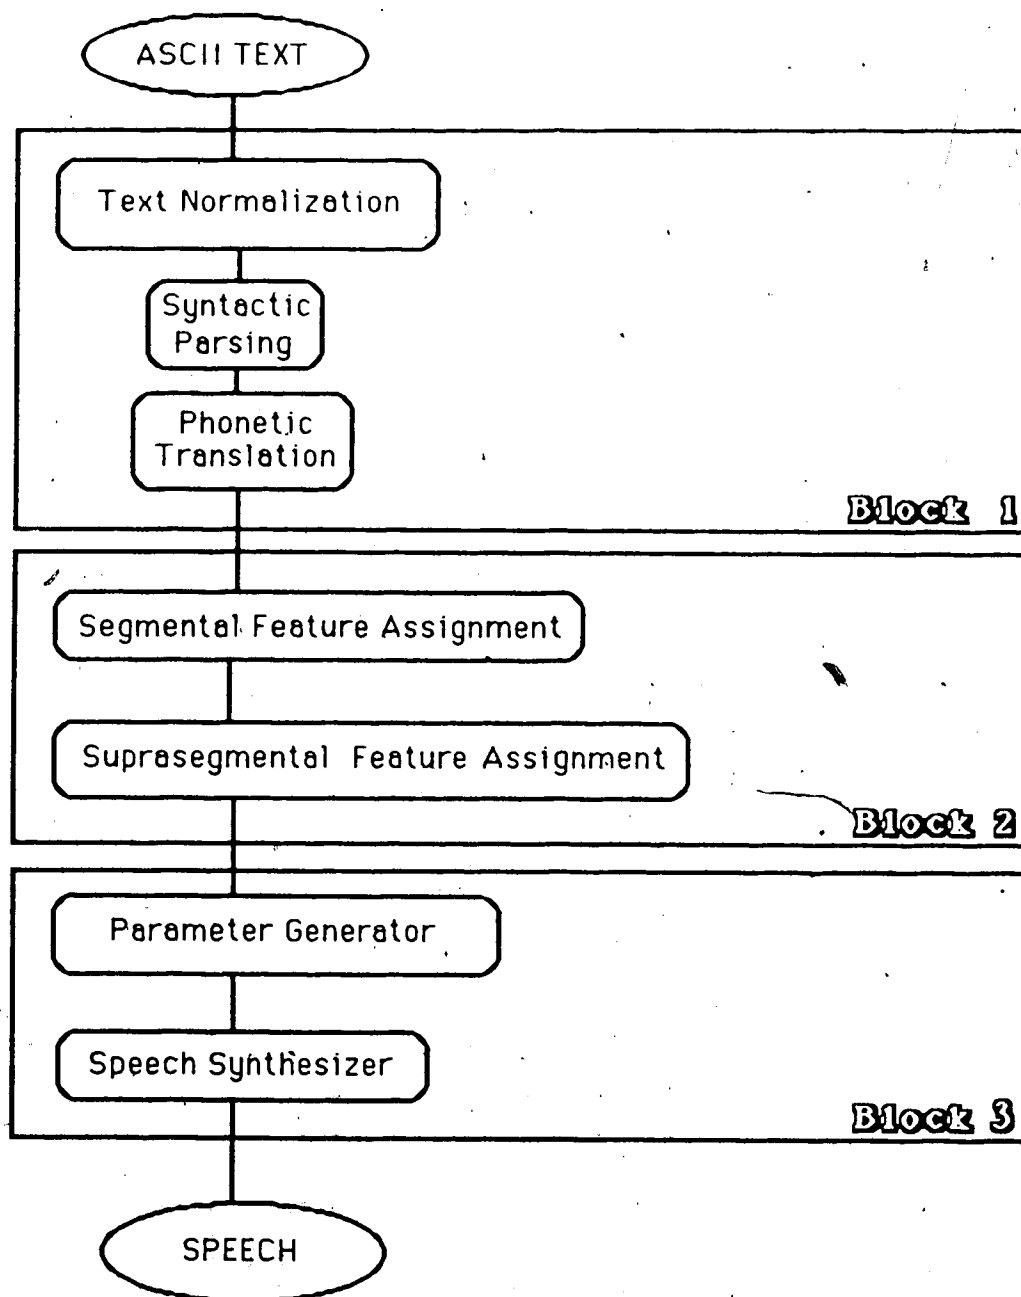 ASCII TEXT
Text Normalization
Syntactic
Parsing
Phonetic
Translation
Block 1
Segmental Feature Assignment
Suprasegmental Feature Assignment
Block 2
Parameter Generator
Speech Synthesizer
Block 3
SPEECH